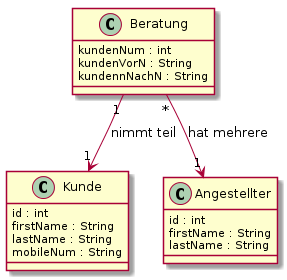 C Beratung
kundenNum : int
kundenVorN : String
kundennNachN : String
1 *
nimmt teil hat mehrere
1 1
C Kunde
id : int
firstName : String
lastName : String
mobileNum : String
C Angestellter
id : int
firstName : String
lastName : String